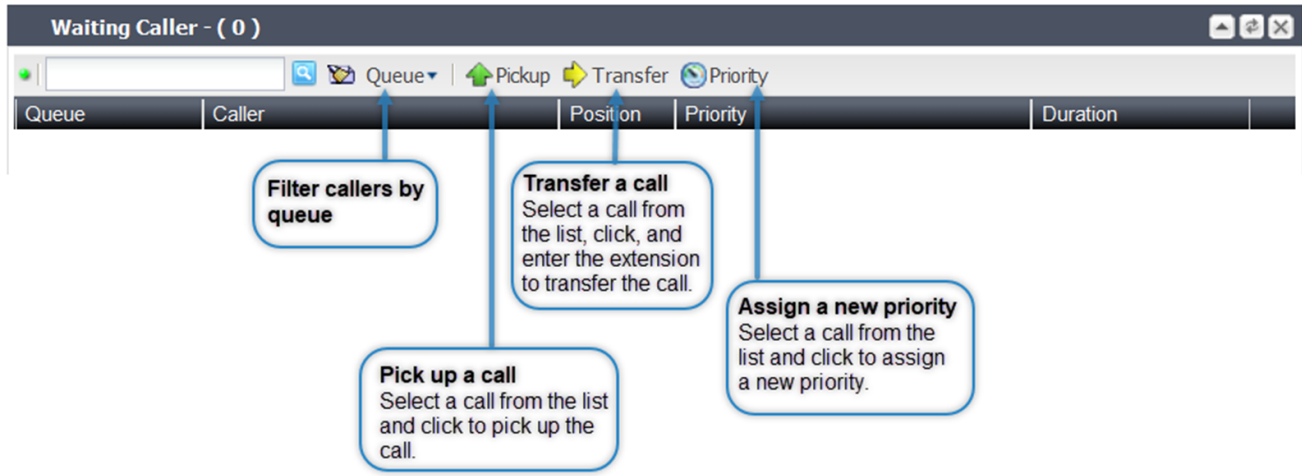 Waiting Caller - ( 0 )
Queue Pickup Transfer Priority
Queue Caller Position Priority Duration
Filter callers by
queue
Transfer a call
Select a call from
the list, click, and
enter the extension
to transfer the call.
Assign a new priority
Select a call from the
list and click to assign
a new priority.
Pick up a call
Select a call from the list
and click to pick up the
call.